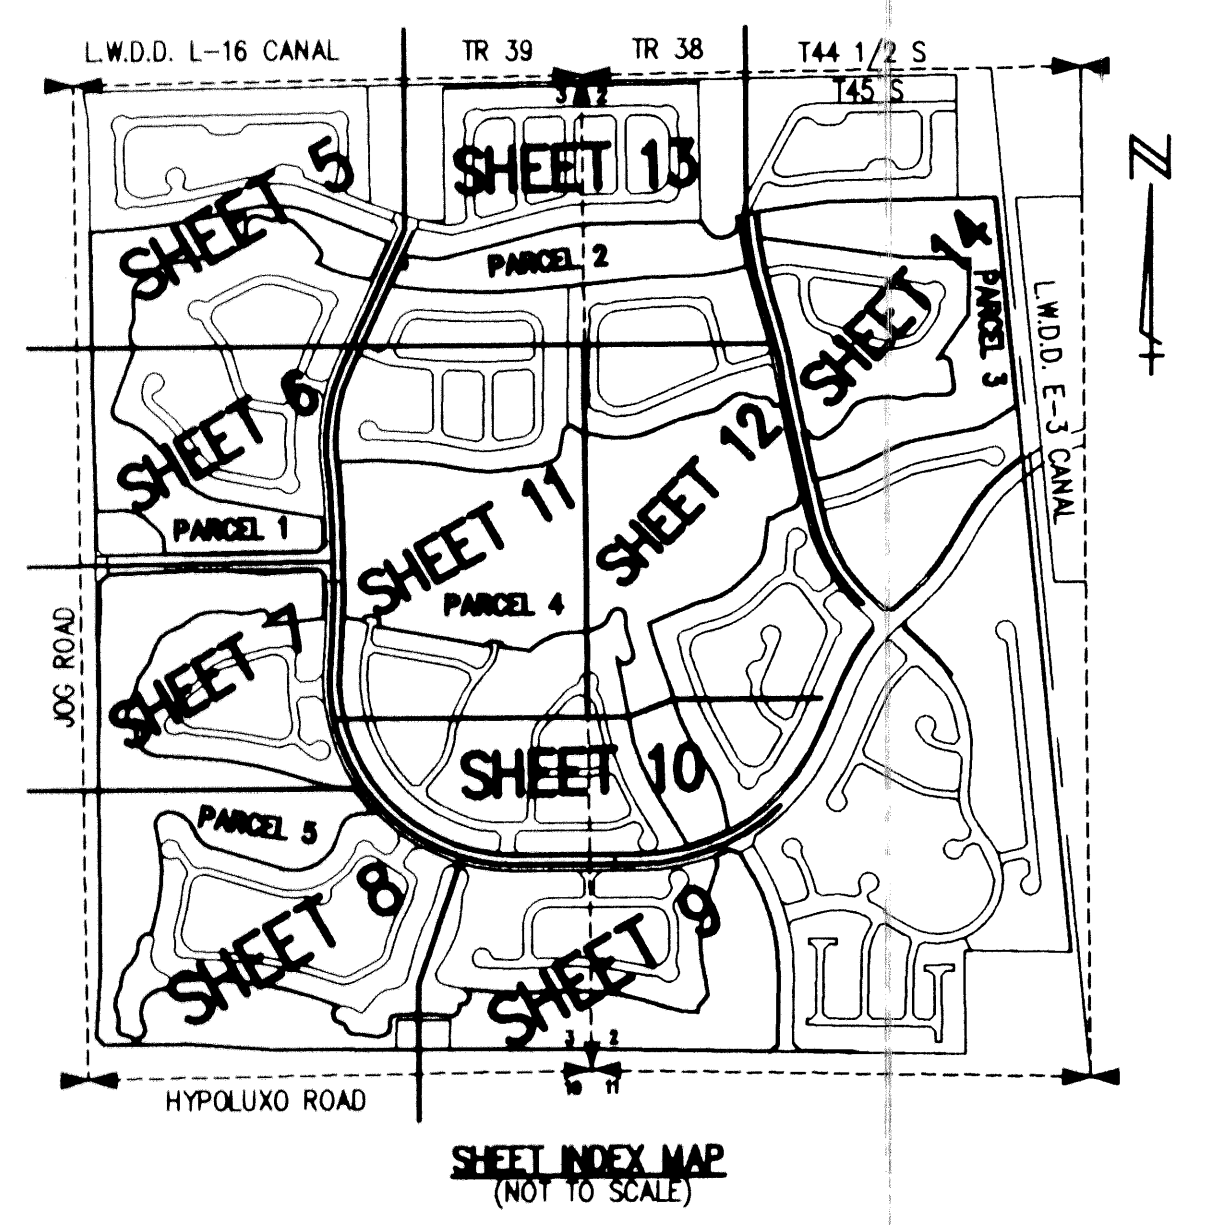 L.W.D.D. L-16 CANAL
TR 39
TR 38
T44 1/2 S
T45 S
3 2
SHEET 5
SHEET 13
SHEET 14
N
PARCEL 2
PARCEL 3
L.W.D.D. E-3 CANAL
SHEET 6
SHEET 11
SHEET 12
PARCEL 1
PARCEL 4
JOG ROAD
SHEET 7
SHEET 10
PARCEL 5
SHEET 8
SHEET 9
3 2
10 11
HYPOLUXO ROAD
SHEET INDEX MAP
(NOT TO SCALE)